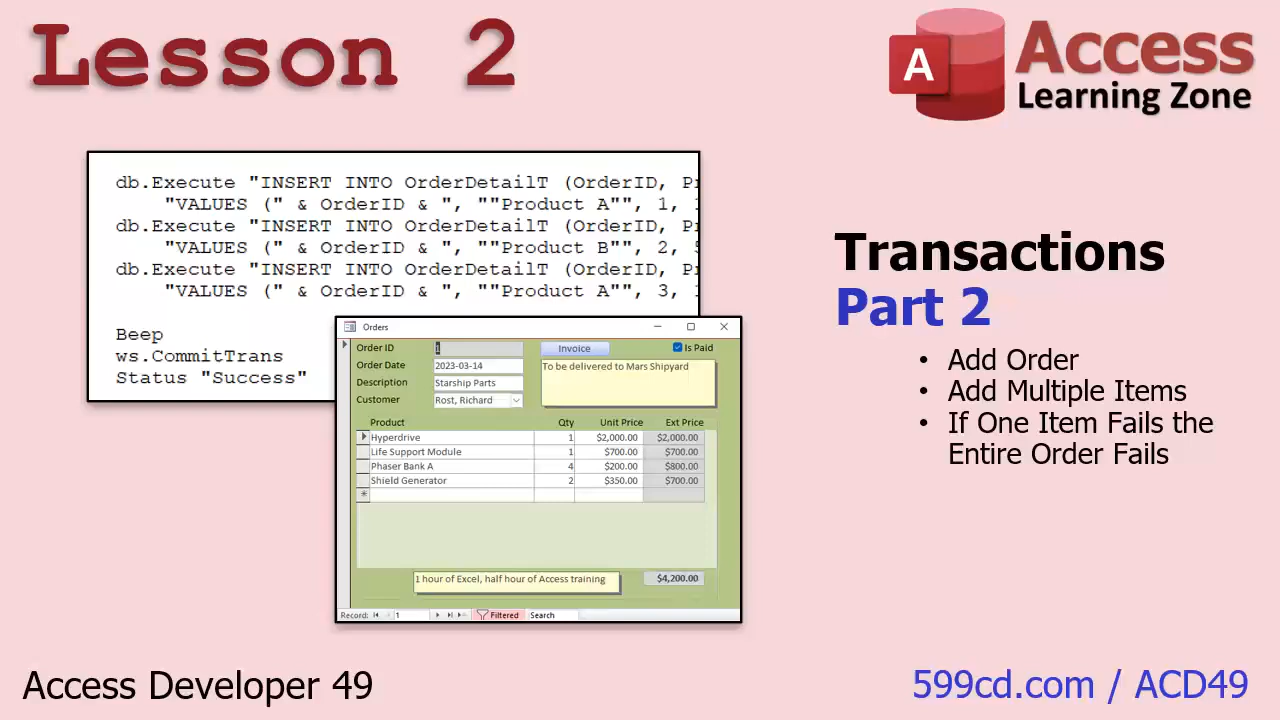 Lesson 2
A
Access
Learning Zone
db.Execute "INSERT INTO OrderDetailT (OrderID,
"VALUES (" & OrderID & ", ""Product A"", 1,
db.Execute "INSERT INTO OrderDetailT (OrderID,
"VALUES (" & OrderID & ", ""Product B"", 2,
db.Execute "INSERT INTO OrderDetailT (OrderID,
"VALUES (" & OrderID & ", ""Product A"", 3,
Beep
ws.CommitTrans
Status "Success"
Orders
Order ID 1 Invoice Is Paid
Order Date 2023-03-14 To be delivered to Mars Shipyard
Description Starship Parts
Customer Rost, Richard
Product Qty Unit Price Ext Price
Hyperdrive 1 $2,000.00 $2,000.00
Life Support Module 1 $700.00 $700.00
Phaser Bank A 4 $200.00 $800.00
Shield Generator 2 $350.00 $700.00
1 hour of Excel, half hour of Access training $4,200.00
Record: 1 Filtered Search
Transactions
Part 2
• Add Order
• Add Multiple Items
• If One Item Fails the
Entire Order Fails
Access Developer 49
599cd.com / ACD49